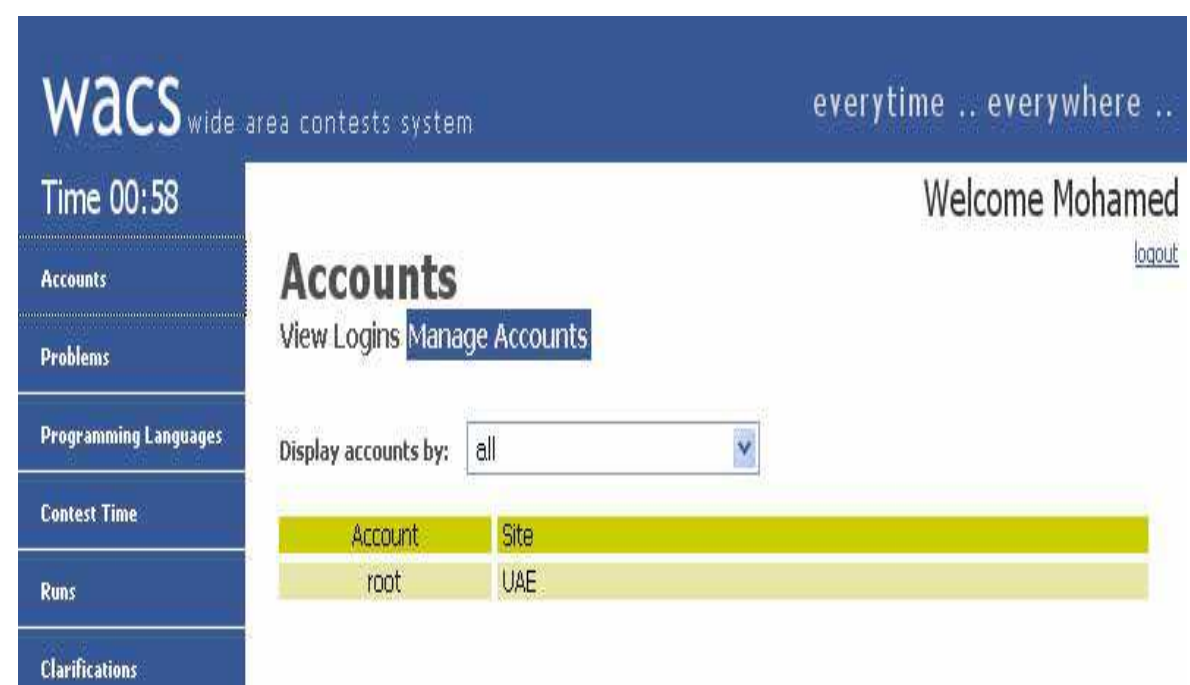 wacs wide area contests system
everytime .. everywhere ..
Time 00:58
Welcome Mohamed
logout
Accounts
Problems
Programming Languages
Contest Time
Runs
Clarifications
Accounts
View Logins Manage Accounts
Display accounts by: all
Account Site
root UAE